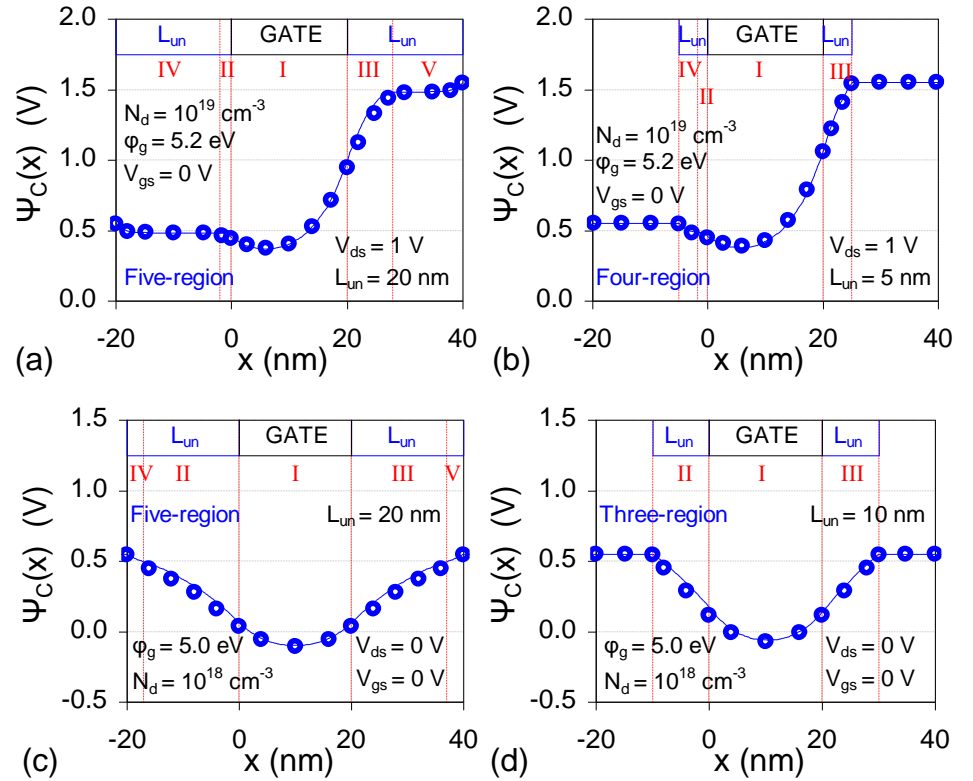 2.0
1.5
1.0
0.5
0.0
Ψ_C(x) (V)
L_un GATE L_un
IV II I III V
N_d = 10^19 cm^-3
φ_g = 5.2 eV
V_gs = 0 V
V_ds = 1 V
Five-region L_un = 20 nm
-20 0 20 40
(a) x (nm)
2.0
1.5
1.0
0.5
0.0
Ψ_C(x) (V)
L_un GATE L_un
IV I III
II
N_d = 10^19 cm^-3
φ_g = 5.2 eV
V_gs = 0 V
V_ds = 1 V
Four-region L_un = 5 nm
-20 0 20 40
(b) x (nm)
1.5
1.0
0.5
0.0
-0.5
Ψ_C(x) (V)
L_un GATE L_un
IV II I III V
Five-region L_un = 20 nm
φ_g = 5.0 eV V_ds = 0 V
N_d = 10^18 cm^-3 V_gs = 0 V
-20 0 20 40
(c) x (nm)
1.5
1.0
0.5
0.0
-0.5
Ψ_C(x) (V)
L_un GATE L_un
II I III
Three-region L_un = 10 nm
φ_g = 5.0 eV V_ds = 0 V
N_d = 10^18 cm^-3 V_gs = 0 V
-20 0 20 40
(d) x (nm)